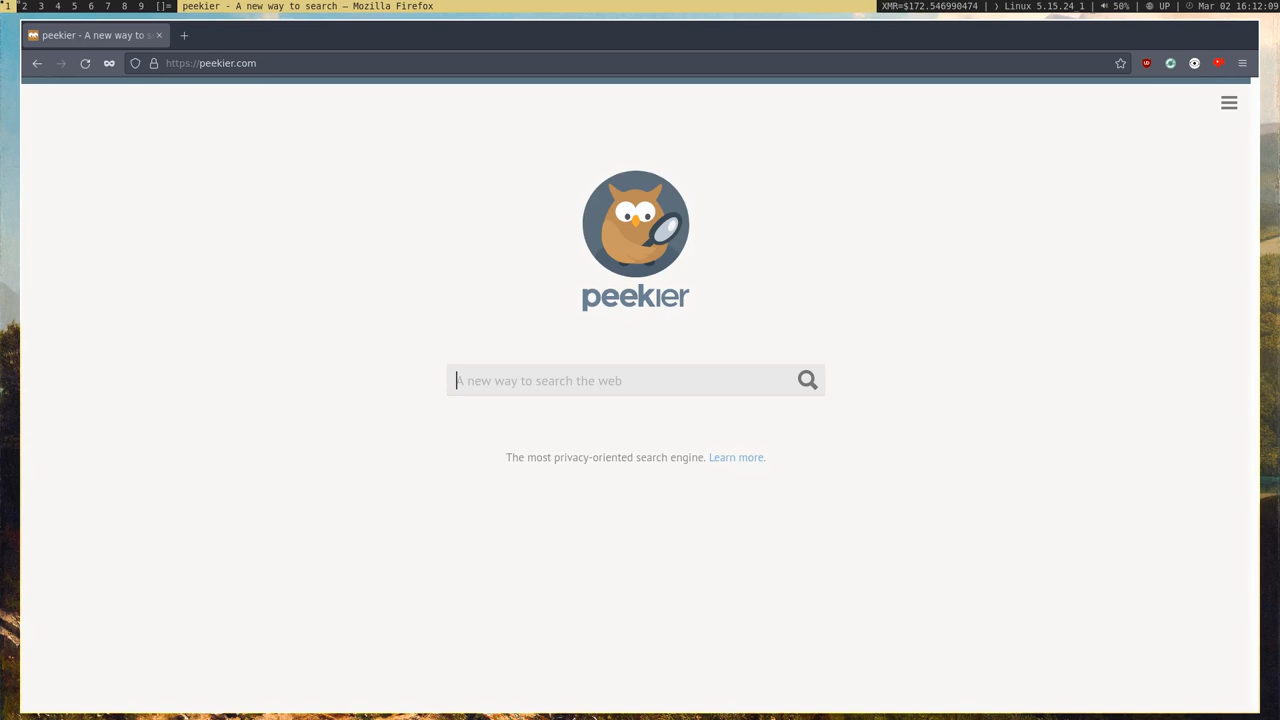 1 2 3 4 5 6 7 8 9 []= peekier - A new way to search — Mozilla Firefox XMR=$172.546990474 | ) Linux 5.15.24_1 | 50% | UP | Mar 02 16:12:09
peekier - A new way to s
https://peekier.com
peekier
A new way to search the web
The most privacy-oriented search engine. Learn more.